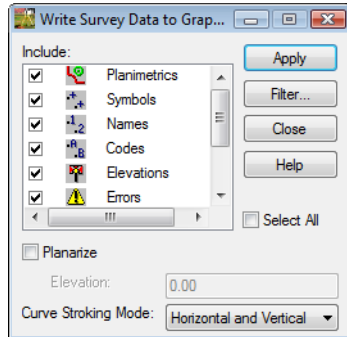 Write Survey Data to Grap...
Include:
Planimetrics
Symbols
Names
Codes
Elevations
Errors
Apply
Filter...
Close
Help
Select All
Planarize
Elevation: 0.00
Curve Stroking Mode: Horizontal and Vertical